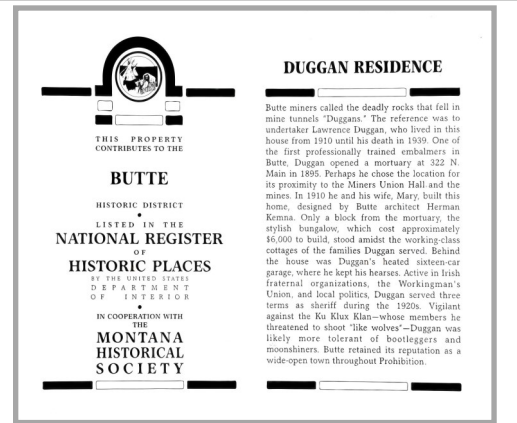 THIS PROPERTY
CONTRIBUTES TO THE
BUTTE
HISTORIC DISTRICT
•
LISTED IN THE
NATIONAL REGISTER
OF
HISTORIC PLACES
BY THE UNITED STATES
DEPARTMENT
OF INTERIOR
•
IN COOPERATION WITH
THE
MONTANA
HISTORICAL
SOCIETY
DUGGAN RESIDENCE
Butte miners called the deadly rocks that fell in
mine tunnels "Duggans." The reference was to
undertaker Lawrence Duggan, who lived in this
house from 1910 until his death in 1939. One of
the first professionally trained embalmers in
Butte, Duggan opened a mortuary at 322 N.
Main in 1895. Perhaps he chose the location for
its proximity to the Miners Union Hall and the
mines. In 1910 he and his wife, Mary, built this
home, designed by Butte architect Herman
Kemna. Only a block from the mortuary, the
stylish bungalow, which cost approximately
$6,000 to build, stood amidst the working-class
cottages of the families Duggan served. Behind
the house was Duggan's heated sixteen-car
garage, where he kept his hearses. Active in Irish
fraternal organizations, the Workingman's
Union, and local politics, Duggan served three
terms as sheriff during the 1920s. Vigilant
against the Ku Klux Klan—whose members he
threatened to shoot "like wolves"—Duggan was
likely more tolerant of bootleggers and
moonshiners. Butte retained its reputation as a
wide-open town throughout Prohibition.